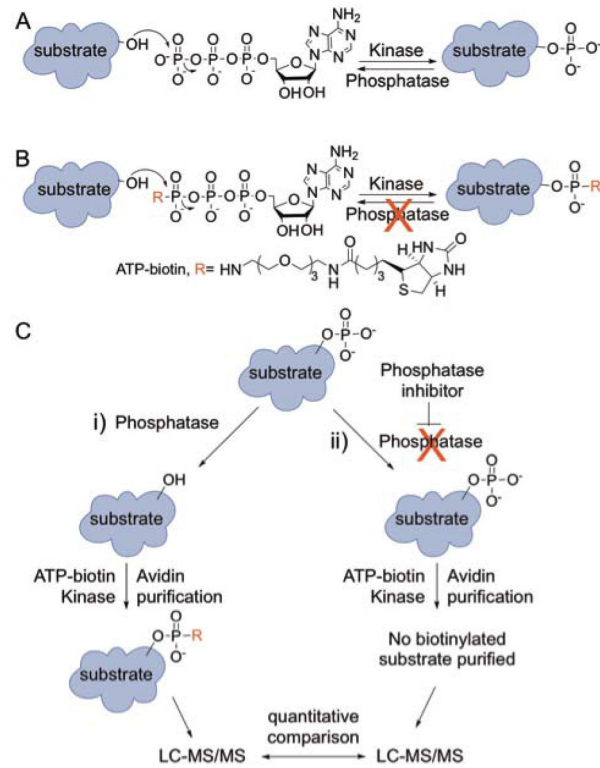 A
substrate
OH
O⁻-P-O-P-O-P-O
O O O
O⁻ O⁻ O⁻
NH₂
N N
N N
O
OH OH
Kinase
Phosphatase
substrate
O
O-P-O⁻
O⁻
B
substrate
OH
R-P-O-P-O-P-O
O O O
O⁻ O⁻ O⁻
NH₂
N N
N N
O
OH OH
Kinase
Phosphatase
substrate
O
O-P-R
O⁻
ATP-biotin, R= HN O 3 N H O 3 S H H HN NH O
C
O
O-P-O⁻
O⁻
substrate
Phosphatase
inhibitor
i) Phosphatase
ii) Phosphatase
OH
substrate
O
O-P-O⁻
O⁻
substrate
ATP-biotin Avidin
Kinase purification
ATP-biotin Avidin
Kinase purification
O
O-P-R
O⁻
substrate
No biotinylated
substrate purified
quantitative
comparison
LC-MS/MS LC-MS/MS